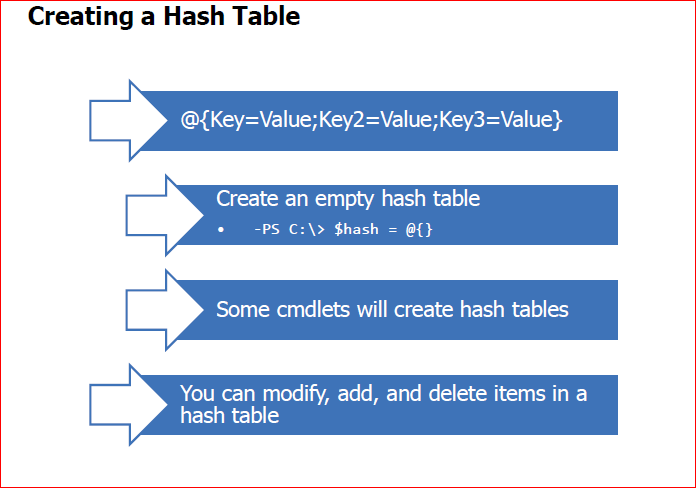 Creating a Hash Table
@{Key=Value;Key2=Value;Key3=Value}
Create an empty hash table
• -PS C:\> $hash = @{}
Some cmdlets will create hash tables
You can modify, add, and delete items in a
hash table